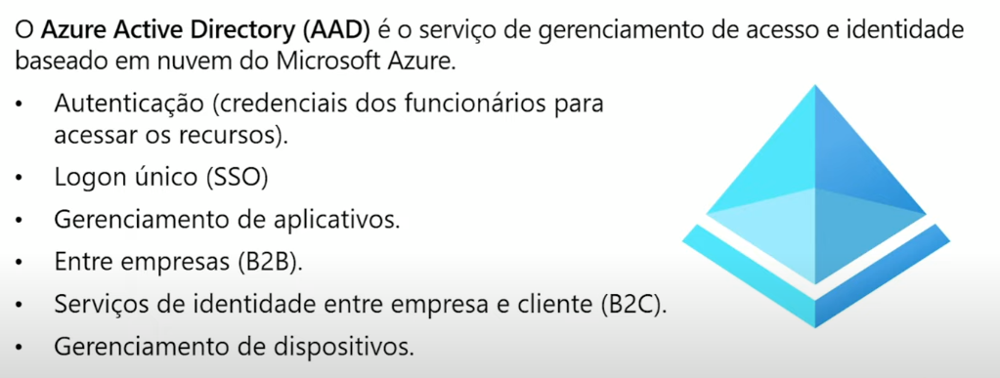 O Azure Active Directory (AAD) é o serviço de gerenciamento de acesso e identidade
baseado em nuvem do Microsoft Azure.
• Autenticação (credenciais dos funcionários para
acessar os recursos).
• Logon único (SSO)
• Gerenciamento de aplicativos.
• Entre empresas (B2B).
• Serviços de identidade entre empresa e cliente (B2C).
• Gerenciamento de dispositivos.